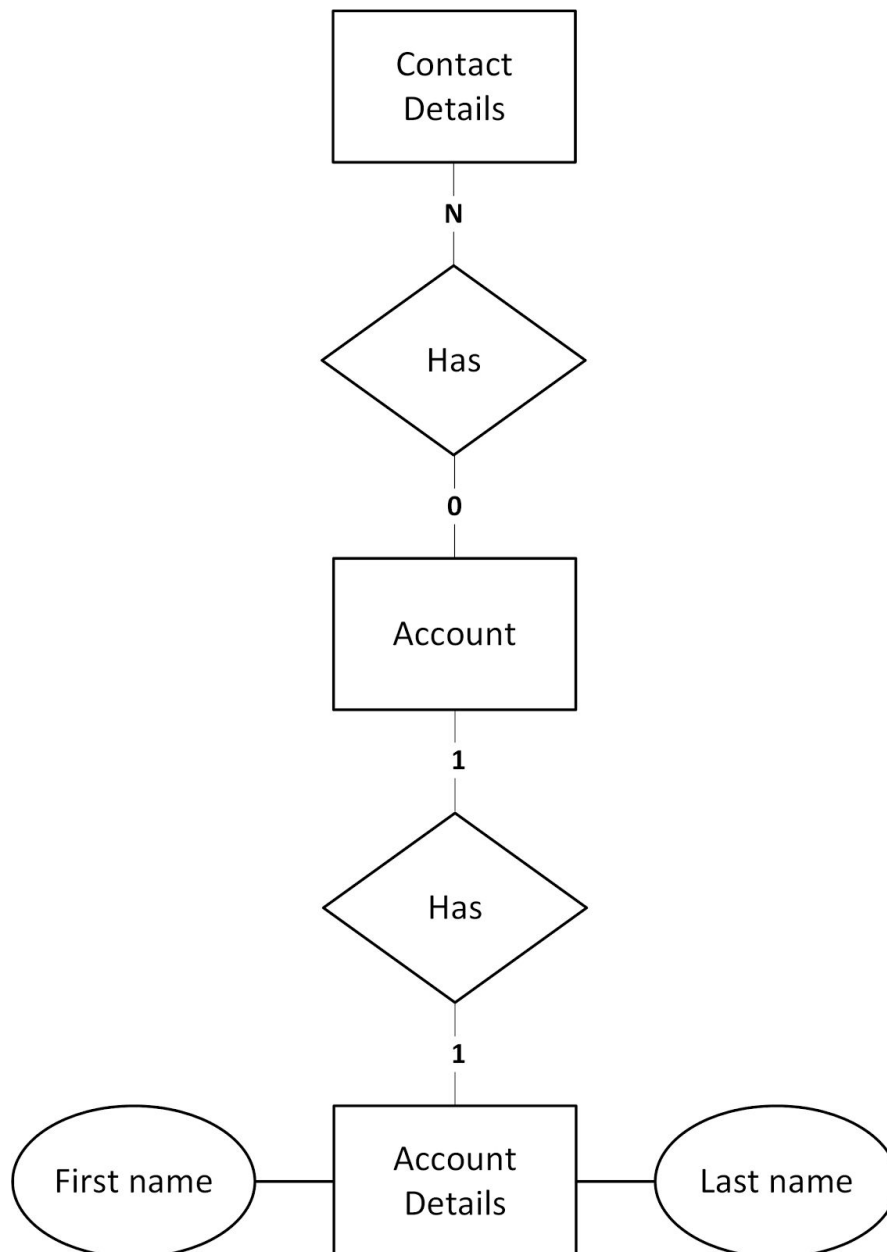 Contact
Details
N
Has
0
Account
1
Has
1
First name
Account
Details
Last name